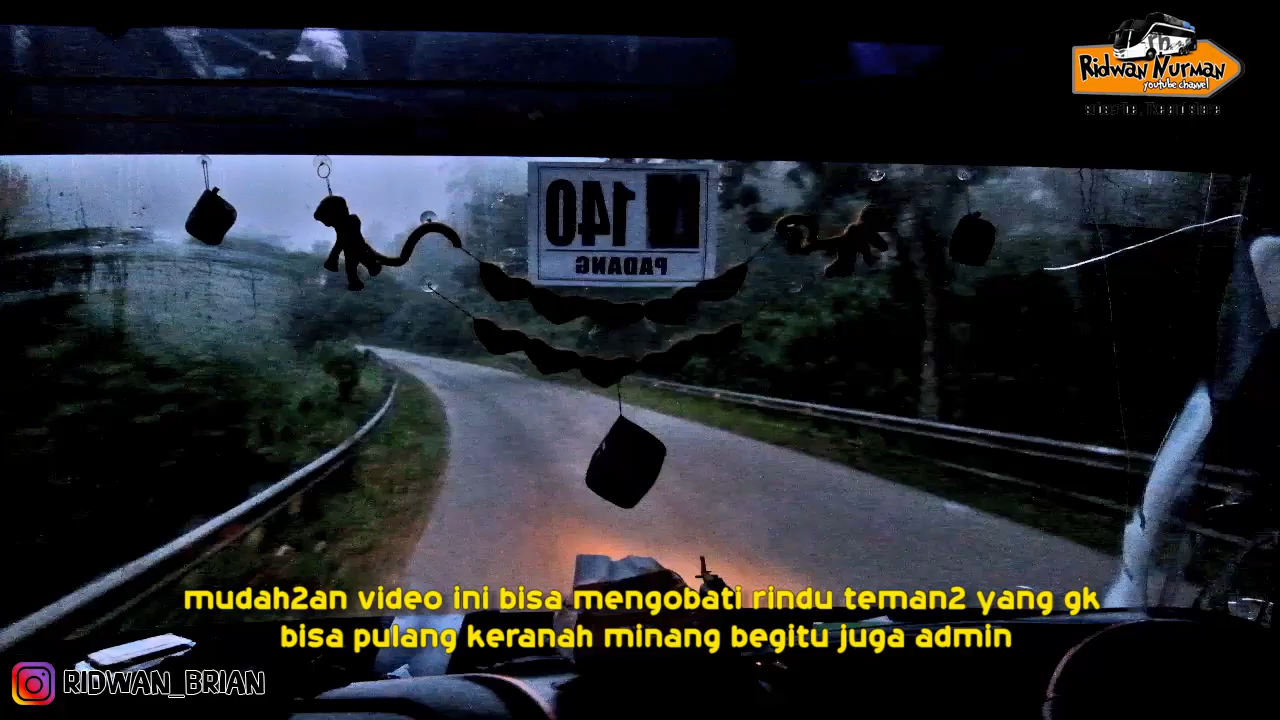 Ridwan Nurman
youtube channel
140
PADANG
mudah2an video ini bisa mengobati rindu teman2 yang gk
bisa pulang keranah minang begitu juga admin
RIDWAN_BRIAN